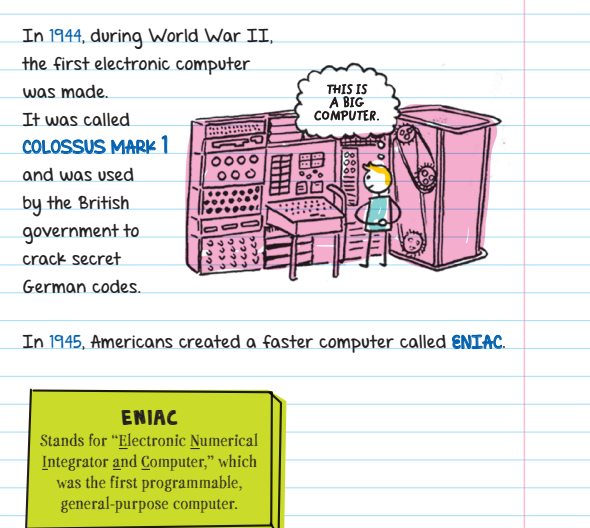 In 1944, during World War II,
the first electronic computer
was made.
It was called
COLOSSUS MARK 1
and was used
by the British
government to
crack secret
German codes.
THIS IS
A BIG
COMPUTER.
In 1945, Americans created a faster computer called ENIAC.
ENIAC
Stands for “Electronic Numerical
Integrator and Computer,” which
was the first programmable,
general-purpose computer.